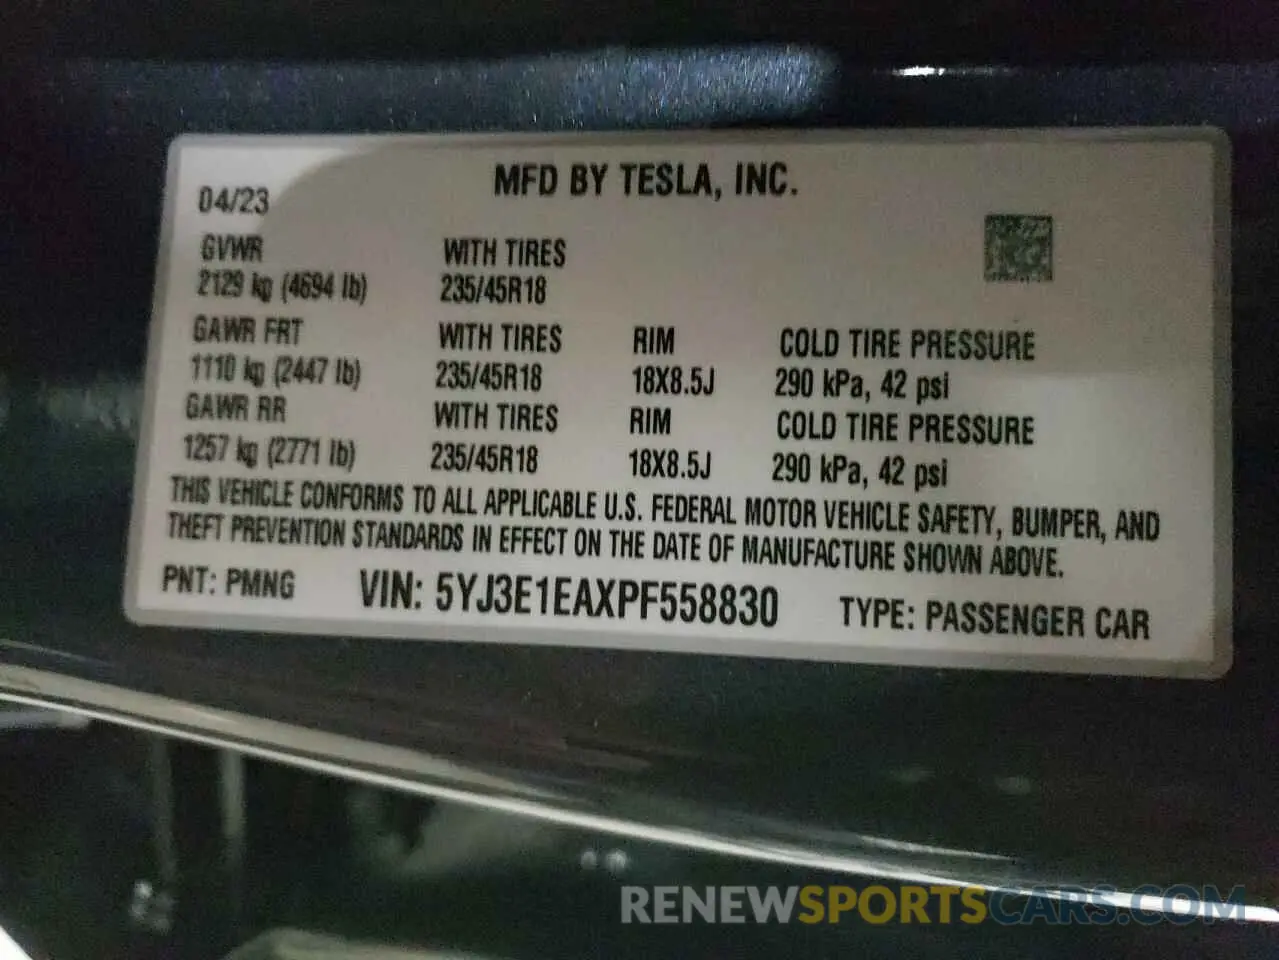 MFD BY TESLA, INC.
04/23
GVWR WITH TIRES
2129 kg (4694 lb) 235/45R18
GAWR FRT WITH TIRES RIM COLD TIRE PRESSURE
1110 kg (2447 lb) 235/45R18 18X8.5J 290 kPa, 42 psi
GAWR RR WITH TIRES RIM COLD TIRE PRESSURE
1257 kg (2771 lb) 235/45R18 18X8.5J 290 kPa, 42 psi
THIS VEHICLE CONFORMS TO ALL APPLICABLE U.S. FEDERAL MOTOR VEHICLE SAFETY, BUMPER, AND
THEFT PREVENTION STANDARDS IN EFFECT ON THE DATE OF MANUFACTURE SHOWN ABOVE.
PNT: PMNG VIN: 5YJ3E1EAXPF558830 TYPE: PASSENGER CAR
RENEWSPORTSCARS.COM